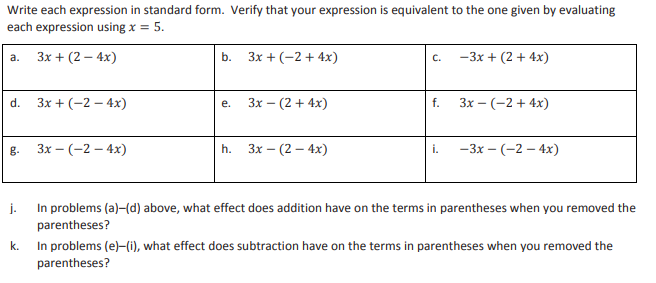 Write each expression in standard form. Verify that your expression is equivalent to the one given by evaluating
each expression using x = 5.
a. 3x + (2 − 4x) b. 3x + (−2 + 4x) c. −3x + (2 + 4x)
d. 3x + (−2 − 4x) e. 3x − (2 + 4x) f. 3x − (−2 + 4x)
g. 3x − (−2 − 4x) h. 3x − (2 − 4x) i. −3x − (−2 − 4x)
j. In problems (a)–(d) above, what effect does addition have on the terms in parentheses when you removed the
parentheses?
k. In problems (e)–(i), what effect does subtraction have on the terms in parentheses when you removed the
parentheses?